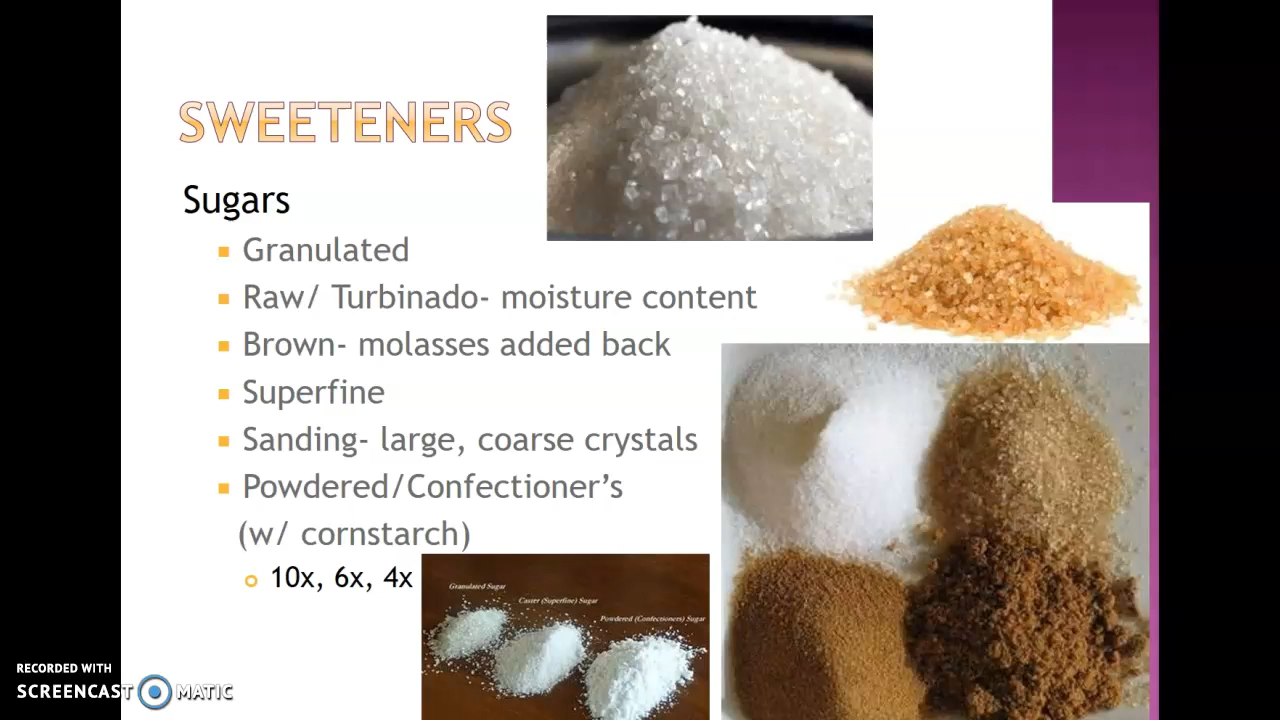 SWEETENERS
Sugars
Granulated
Raw/ Turbinado- moisture content
Brown- molasses added back
Superfine
Sanding- large, coarse crystals
Powdered/Confectioner’s
(w/ cornstarch)
10x, 6x, 4x
Granulated Sugar
Caster (Superfine) Sugar
Powdered (Confectioners) Sugar
RECORDED WITH
SCREENCAST MATIC